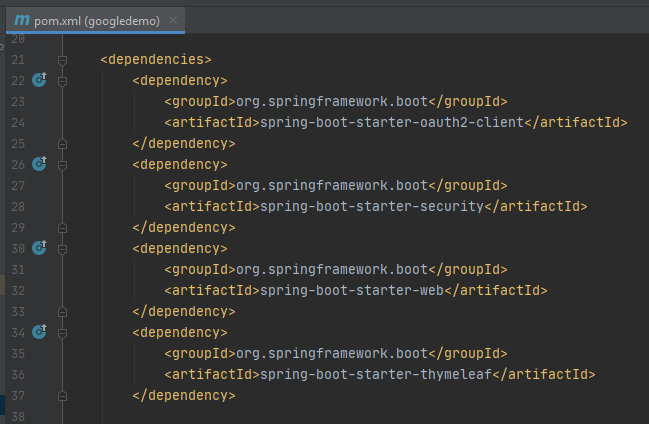 m pom.xml (googledemo) ×
20
21 <dependencies>
22 <dependency>
23 <groupId>org.springframework.boot</groupId>
24 <artifactId>spring-boot-starter-oauth2-client</artifactId>
25 </dependency>
26 <dependency>
27 <groupId>org.springframework.boot</groupId>
28 <artifactId>spring-boot-starter-security</artifactId>
29 </dependency>
30 <dependency>
31 <groupId>org.springframework.boot</groupId>
32 <artifactId>spring-boot-starter-web</artifactId>
33 </dependency>
34 <dependency>
35 <groupId>org.springframework.boot</groupId>
36 <artifactId>spring-boot-starter-thymeleaf</artifactId>
37 </dependency>
38